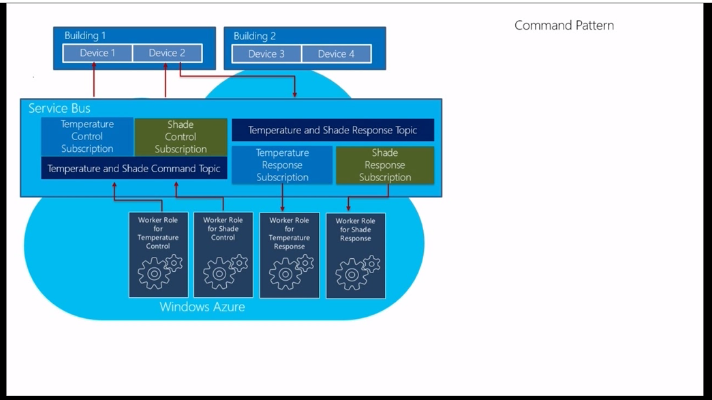 Command Pattern
Building 1
Device 1
Device 2
Building 2
Device 3
Device 4
Service Bus
Temperature
Control
Subscription
Shade
Control
Subscription
Temperature and Shade Command Topic
Temperature and Shade Response Topic
Temperature
Response
Subscription
Shade
Response
Subscription
Worker Role
for
Temperature
Control
Worker Role
for Shade
Control
Worker Role
for
Temperature
Response
Worker Role
for Shade
Response
Windows Azure